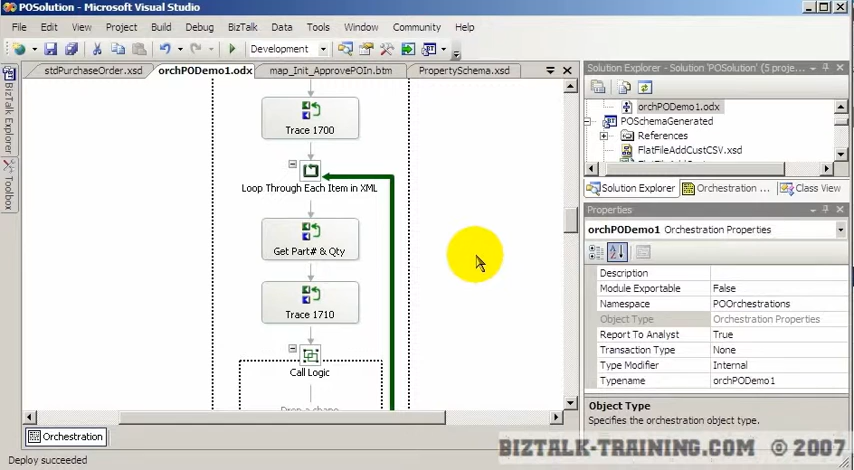 POSolution - Microsoft Visual Studio
File Edit View Project Build Debug BizTalk Data Tools Window Community Help
Development
stdPurchaseOrder.xsd orchPODemo1.odx map_Init_ApprovePOIn.btm PropertySchema.xsd
BizTalk Explorer
Toolbox
Trace 1700
Loop Through Each Item in XML
Get Part# & Qty
Trace 1710
Call Logic
Drop a shape
Orchestration
Deploy succeeded
Solution Explorer - Solution 'POSolution' (5 proje
orchPODemo1.odx
POSchemaGenerated
References
FlatFileAddCustCSV.xsd
Solution Explorer Orchestration ... Class View
Properties
orchPODemo1 Orchestration Properties
Description
Module Exportable False
Namespace POOrchestrations
Object Type Orchestration Properties
Report To Analyst True
Transaction Type None
Type Modifier Internal
Typename orchPODemo1
Object Type
Specifies the orchestration object type.
BIZTALK-TRAINING.COM © 2007